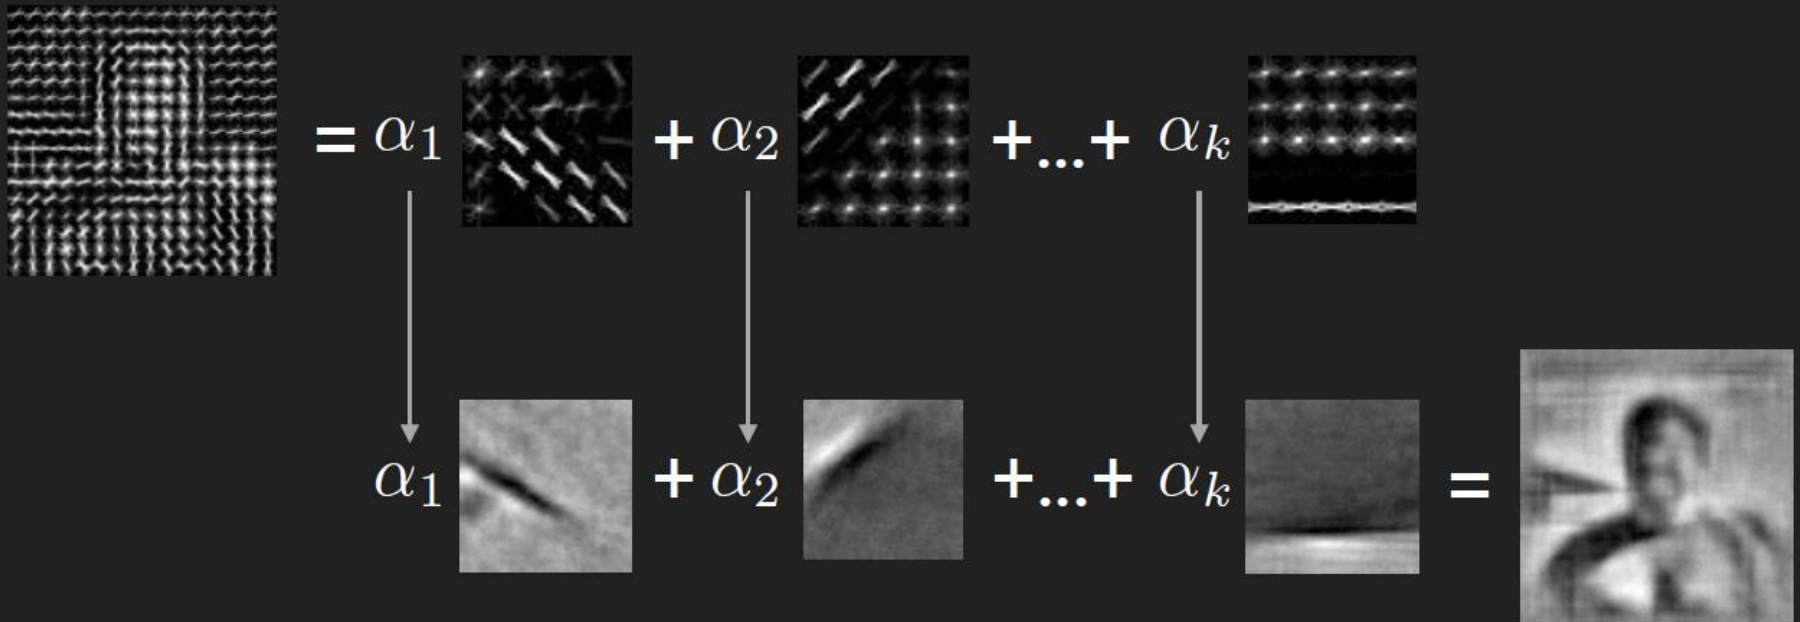 = α₁ + α₂ +...+ αₖ
α₁ + α₂ +...+ αₖ =